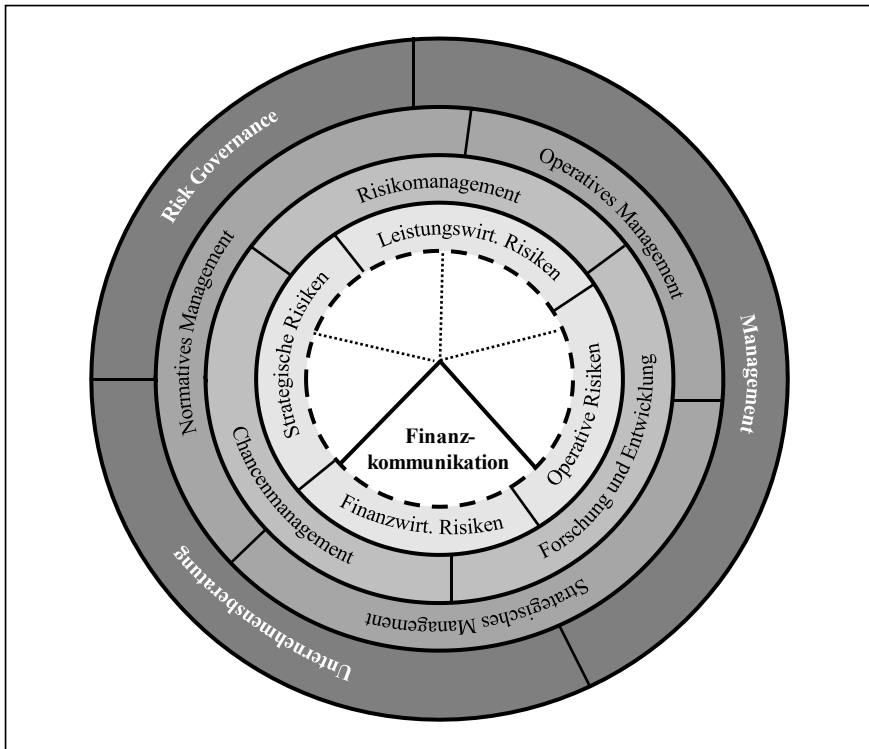 Risk Governance
Management
Unternehmensberatung
Normatives Management
Operatives Management
Strategisches Management
Risikomanagement
Chancenmanagement
Forschung und Entwicklung
Leistungswirt. Risiken
Strategische Risiken
Operative Risiken
Finanzwirt. Risiken
Finanz-
kommunikation